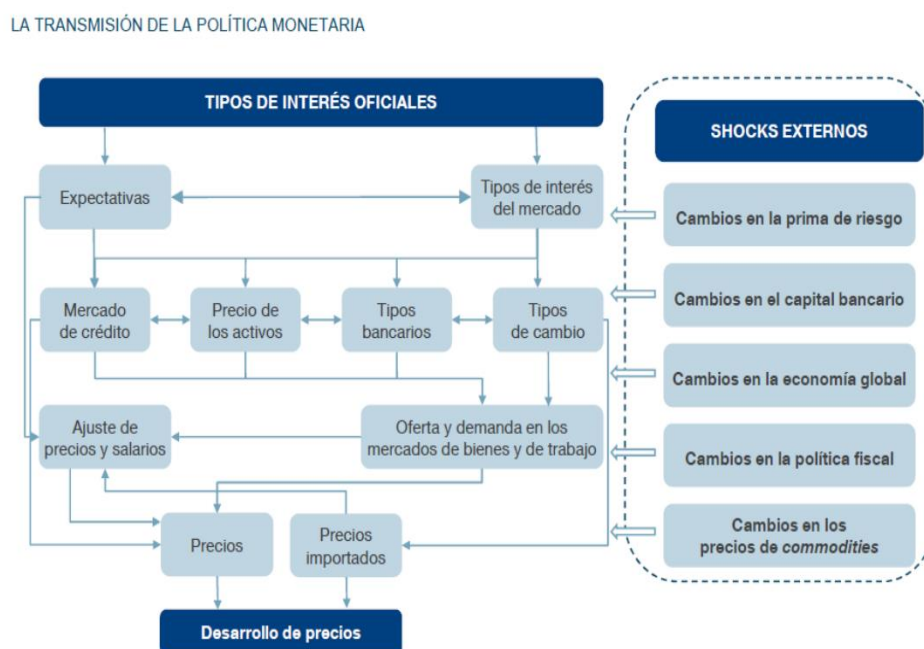 LA TRANSMISIÓN DE LA POLÍTICA MONETARIA
TIPOS DE INTERÉS OFICIALES
Expectativas
Tipos de interés
del mercado
Mercado
de crédito
Precio de
los activos
Tipos
bancarios
Tipos
de cambio
Ajuste de
precios y salarios
Oferta y demanda en los
mercados de bienes y de trabajo
Precios
Precios
importados
Desarrollo de precios
SHOCKS EXTERNOS
Cambios en la prima de riesgo
Cambios en el capital bancario
Cambios en la economía global
Cambios en la política fiscal
Cambios en los
precios de commodities